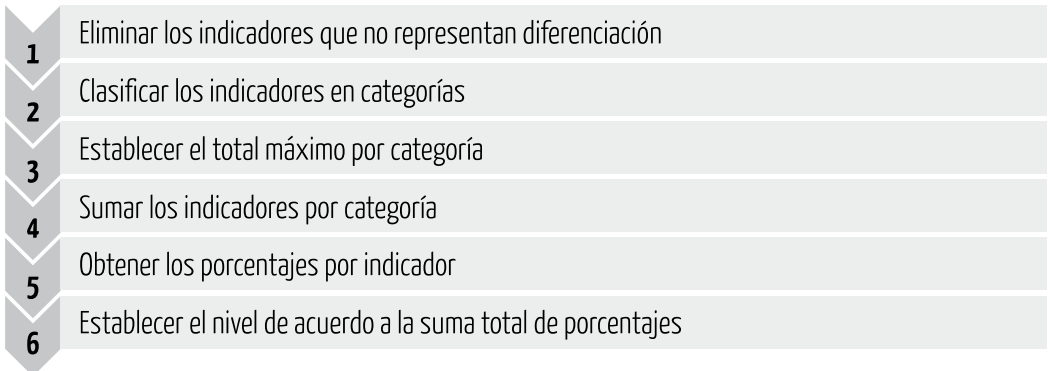 1 Eliminar los indicadores que no representan diferenciación
2 Clasificar los indicadores en categorías
3 Establecer el total máximo por categoría
4 Sumar los indicadores por categoría
5 Obtener los porcentajes por indicador
6 Establecer el nivel de acuerdo a la suma total de porcentajes